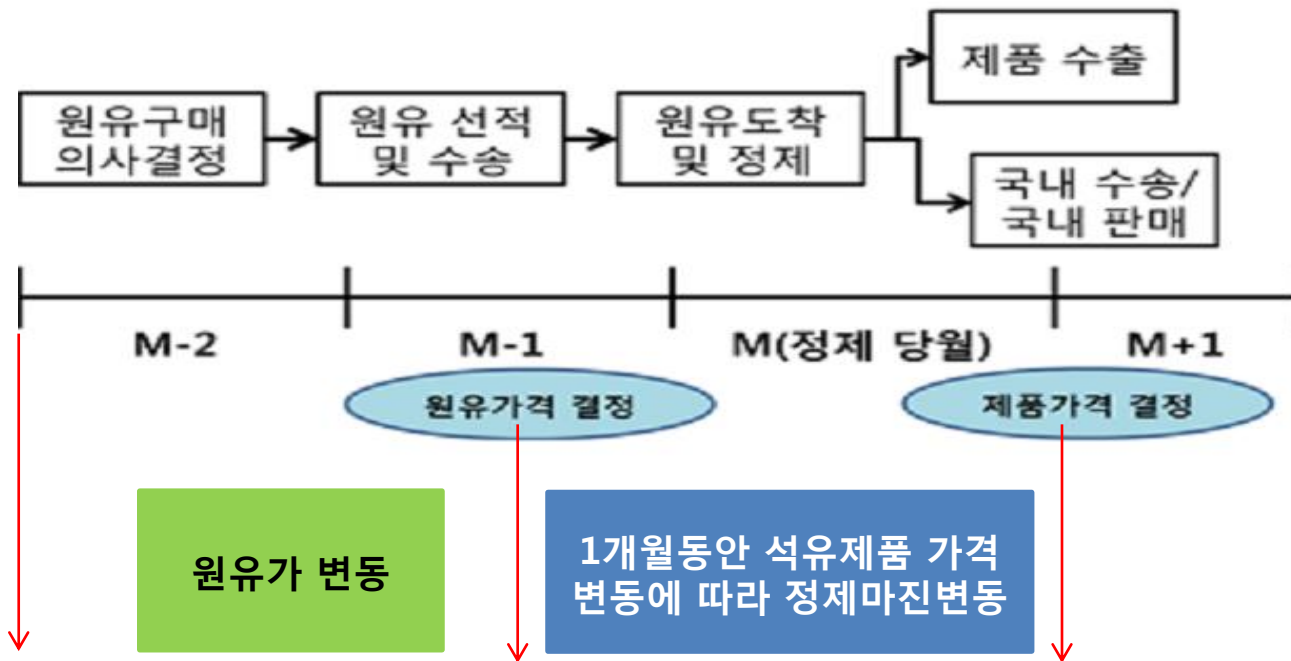 제품 수출
원유구매
의사결정
원유 선적
및 수송
원유도착
및 정제
국내 수송/
국내 판매
M-2
M-1
M(정제 당월)
M+1
원유가격 결정
제품가격 결정
원유가 변동
1개월동안 석유제품 가격
변동에 따라 정제마진변동